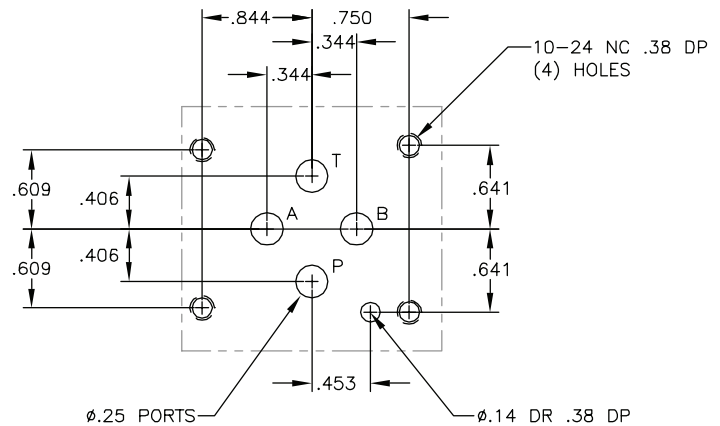 .844
.750
.344
.344
10-24 NC .38 DP
(4) HOLES
T
.609
.406
.641
A
B
.609
.406
.641
P
.453
ø.25 PORTS
ø.14 DR .38 DP